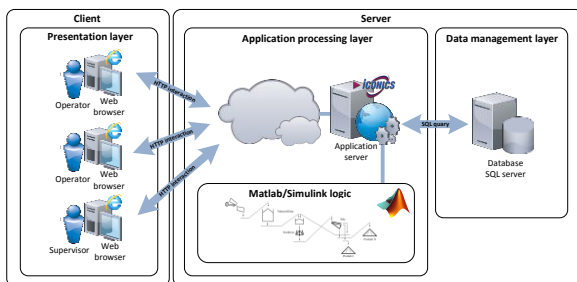 Client
Server
Presentation layer
Application processing layer
Data management layer
Operator
Web
browser
HTTP interaction
Operator
Web
browser
HTTP interaction
Supervisor
Web
browser
HTTP interaction
ICONICS
Application
server
SQL query
Database
SQL server
Matlab/Simulink logic